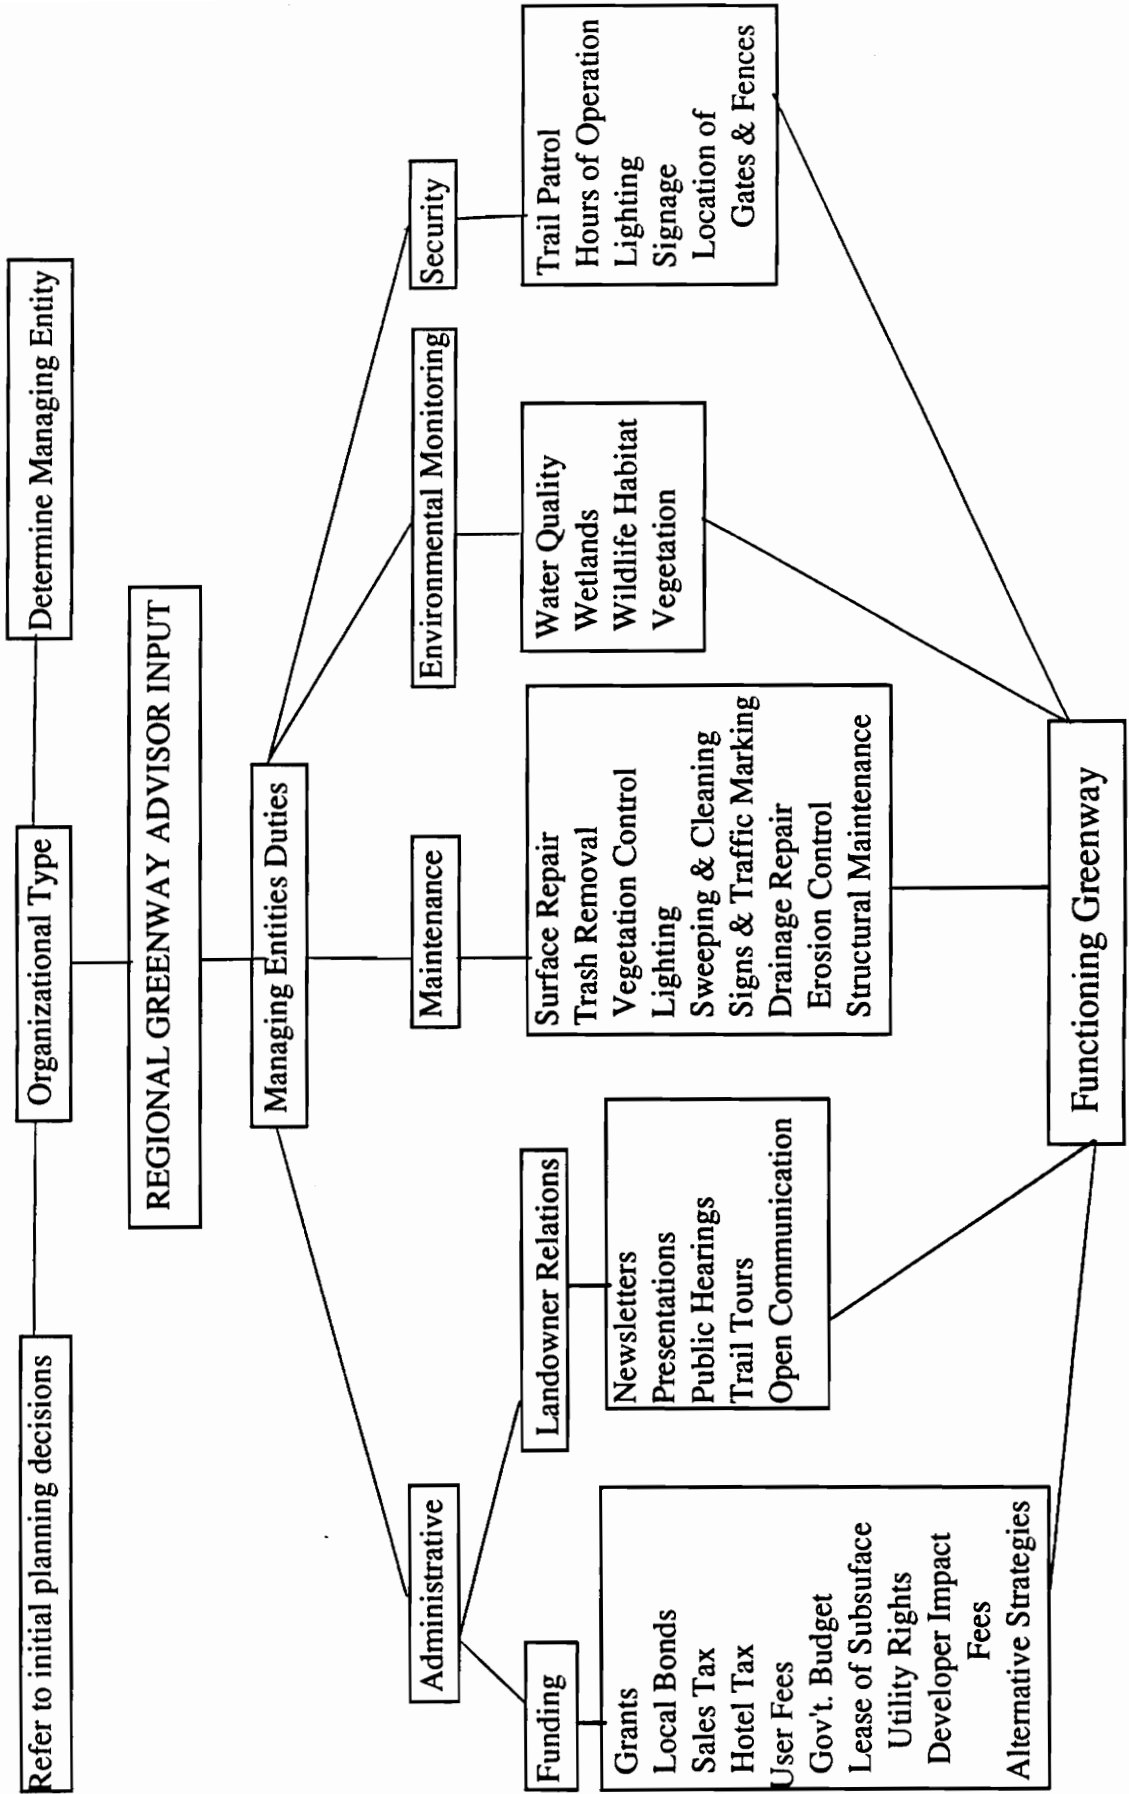 Refer to initial planning decisions
Organizational Type
Determine Managing Entity
REGIONAL GREENWAY ADVISOR INPUT
Managing Entities Duties
Administrative
Maintenance
Environmental Monitoring
Security
Funding
Landowner Relations
Grants
Local Bonds
Sales Tax
Hotel Tax
User Fees
Gov't. Budget
Lease of Subsuface
Utility Rights
Developer Impact
Fees
Alternative Strategies
Newsletters
Presentations
Public Hearings
Trail Tours
Open Communication
Surface Repair
Trash Removal
Vegetation Control
Lighting
Sweeping & Cleaning
Signs & Traffic Marking
Drainage Repair
Erosion Control
Structural Maintenance
Water Quality
Wetlands
Wildlife Habitat
Vegetation
Trail Patrol
Hours of Operation
Lighting
Signage
Location of
Gates & Fences
Functioning Greenway